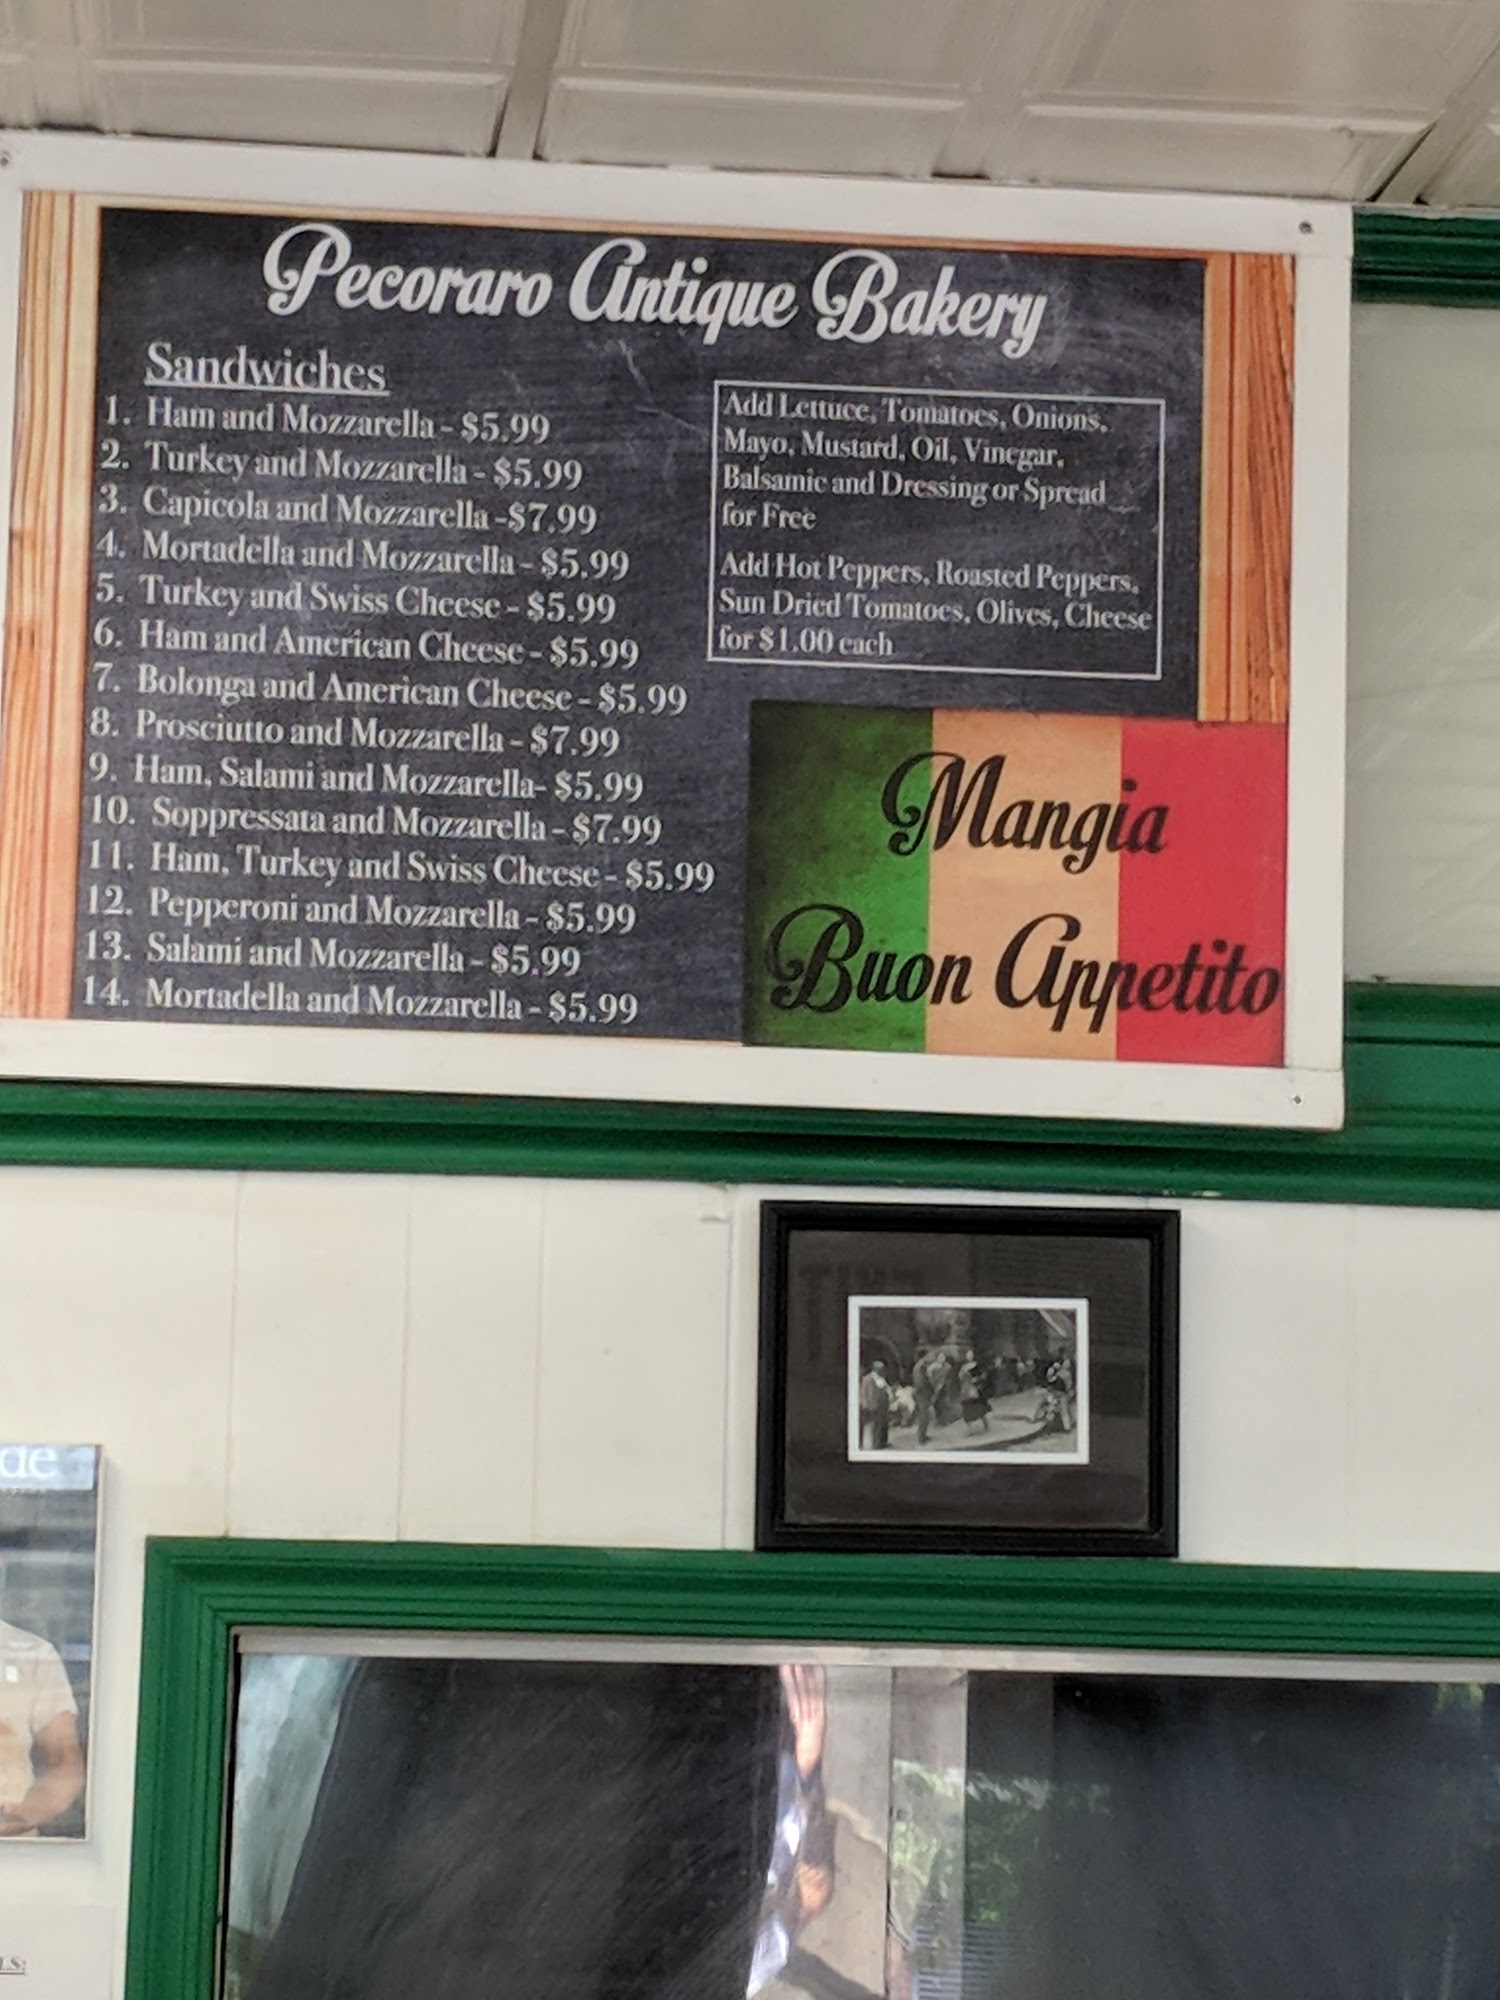 Pecoraro Antique Bakery
Sandwiches
1. Ham and Mozzarella - $5.99
2. Turkey and Mozzarella - $5.99
3. Capicola and Mozzarella -$7.99
4. Mortadella and Mozzarella - $5.99
5. Turkey and Swiss Cheese - $5.99
6. Ham and American Cheese - $5.99
7. Bolonga and American Cheese - $5.99
8. Prosciutto and Mozzarella - $7.99
9. Ham, Salami and Mozzarella- $5.99
10. Soppressata and Mozzarella - $7.99
11. Ham, Turkey and Swiss Cheese - $5.99
12. Pepperoni and Mozzarella - $5.99
13. Salami and Mozzarella - $5.99
14. Mortadella and Mozzarella - $5.99
Add Lettuce, Tomatoes, Onions,
Mayo, Mustard, Oil, Vinegar,
Balsamic and Dressing or Spread
for Free
Add Hot Peppers, Roasted Peppers,
Sun Dried Tomatoes, Olives, Cheese
for $1.00 each
Mangia
Buon Appetito
de
LS: